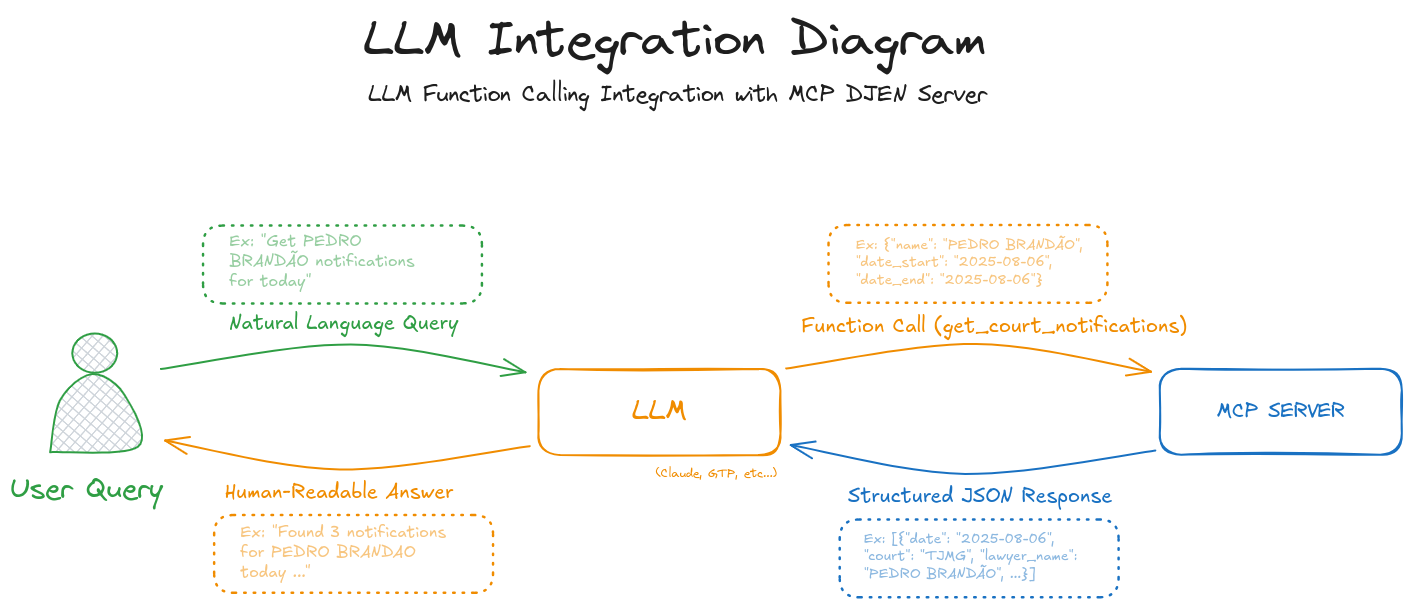 LLM Integration Diagram
LLM Function Calling Integration with MCP DJEN Server
Ex: "Get PEDRO
BRANDÃO notifications
for today"
Natural Language Query
Ex: {"name": "PEDRO BRANDÃO",
"date_start": "2025-08-06",
"date_end": "2025-08-06"}
Function Call (get_court_notifications)
User Query
LLM
(Claude, GTP, etc...)
MCP SERVER
Human-Readable Answer
Ex: "Found 3 notifications
for PEDRO BRANDAO
today ..."
Structured JSON Response
Ex: [{"date": "2025-08-06",
"court": "TJMG", "lawyer_name":
"PEDRO BRANDÃO", ...}]